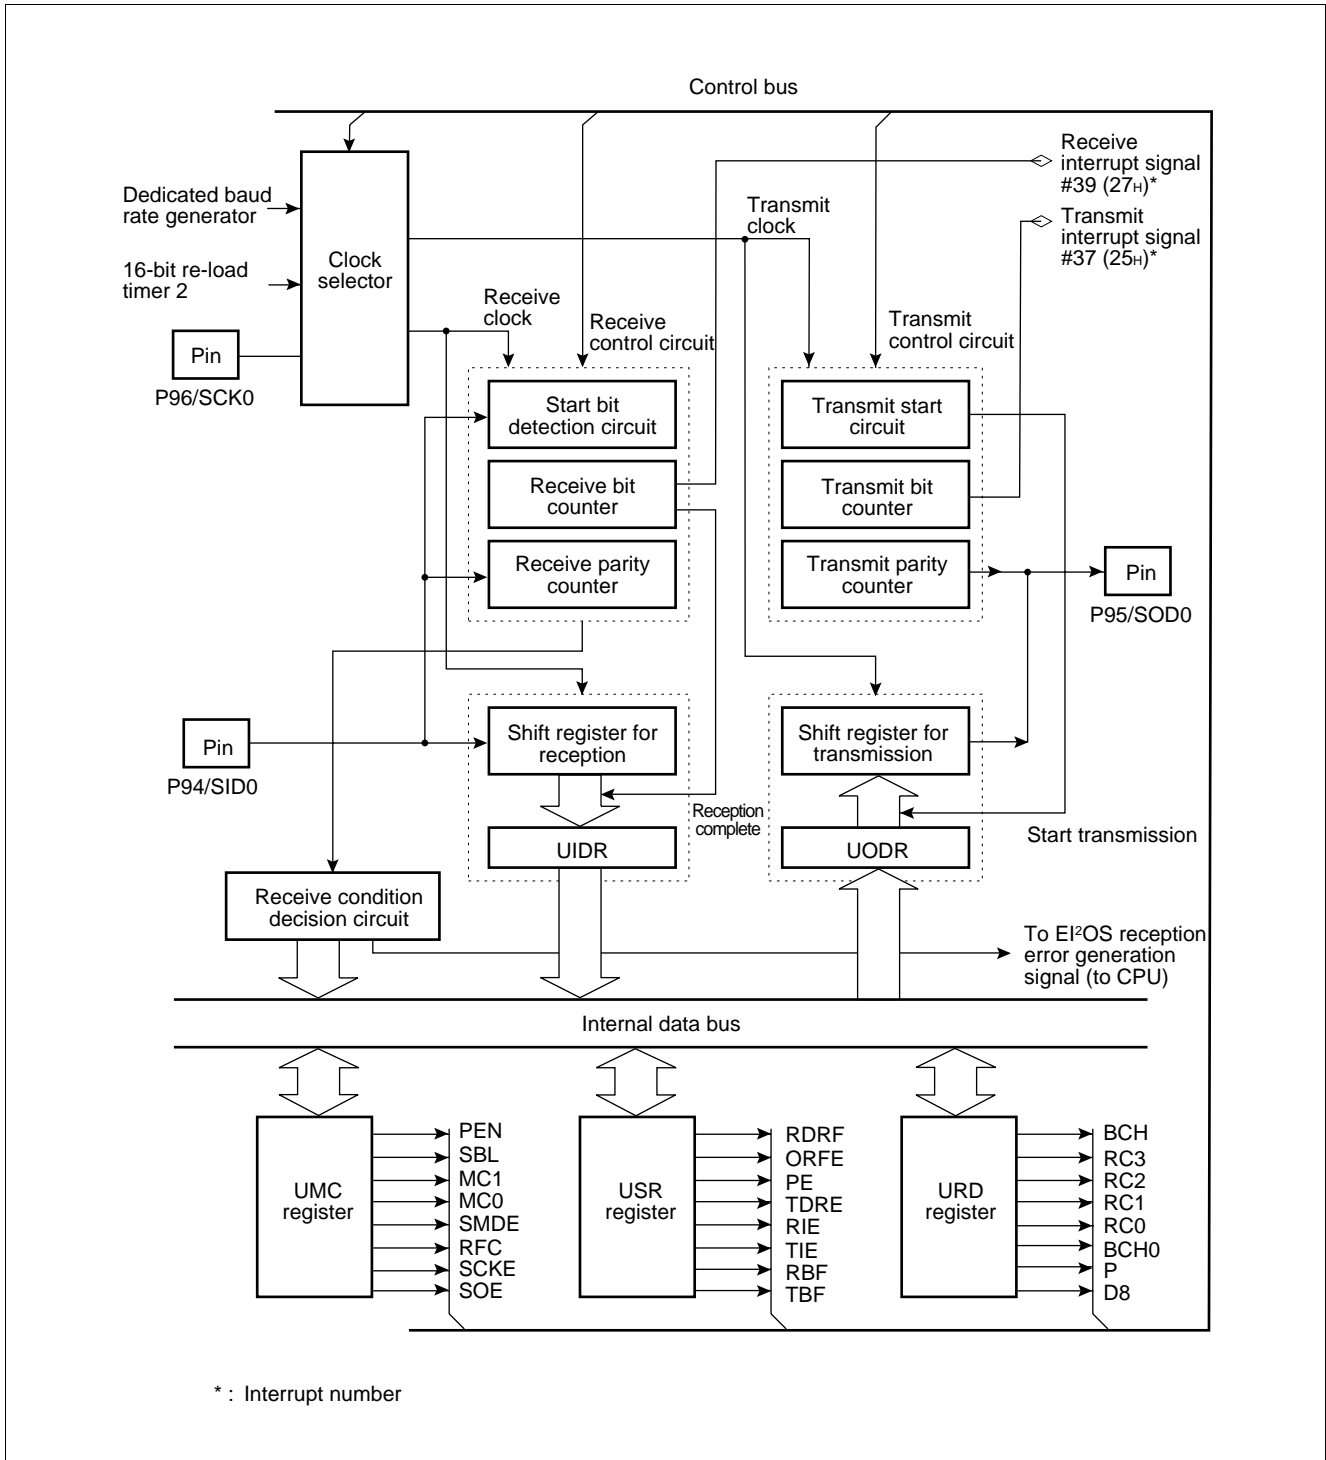 Control bus
Receive
interrupt signal
#39 (27H)*
Transmit
interrupt signal
#37 (25H)*
Dedicated baud
rate generator
16-bit re-load
timer 2
Clock
selector
Pin
P96/SCK0
Transmit
clock
Receive
clock
Receive
control circuit
Transmit
control circuit
Start bit
detection circuit
Receive bit
counter
Receive parity
counter
Transmit start
circuit
Transmit bit
counter
Transmit parity
counter
Pin
P95/SOD0
Pin
P94/SID0
Shift register for
reception
Shift register for
transmission
Reception
complete
Start transmission
UIDR
UODR
Receive condition
decision circuit
To EI²OS reception
error generation
signal (to CPU)
Internal data bus
UMC
register
PEN
SBL
MC1
MC0
SMDE
RFC
SCKE
SOE
USR
register
RDRF
ORFE
PE
TDRE
RIE
TIE
RBF
TBF
URD
register
BCH
RC3
RC2
RC1
RC0
BCH0
P
D8
* : Interrupt number